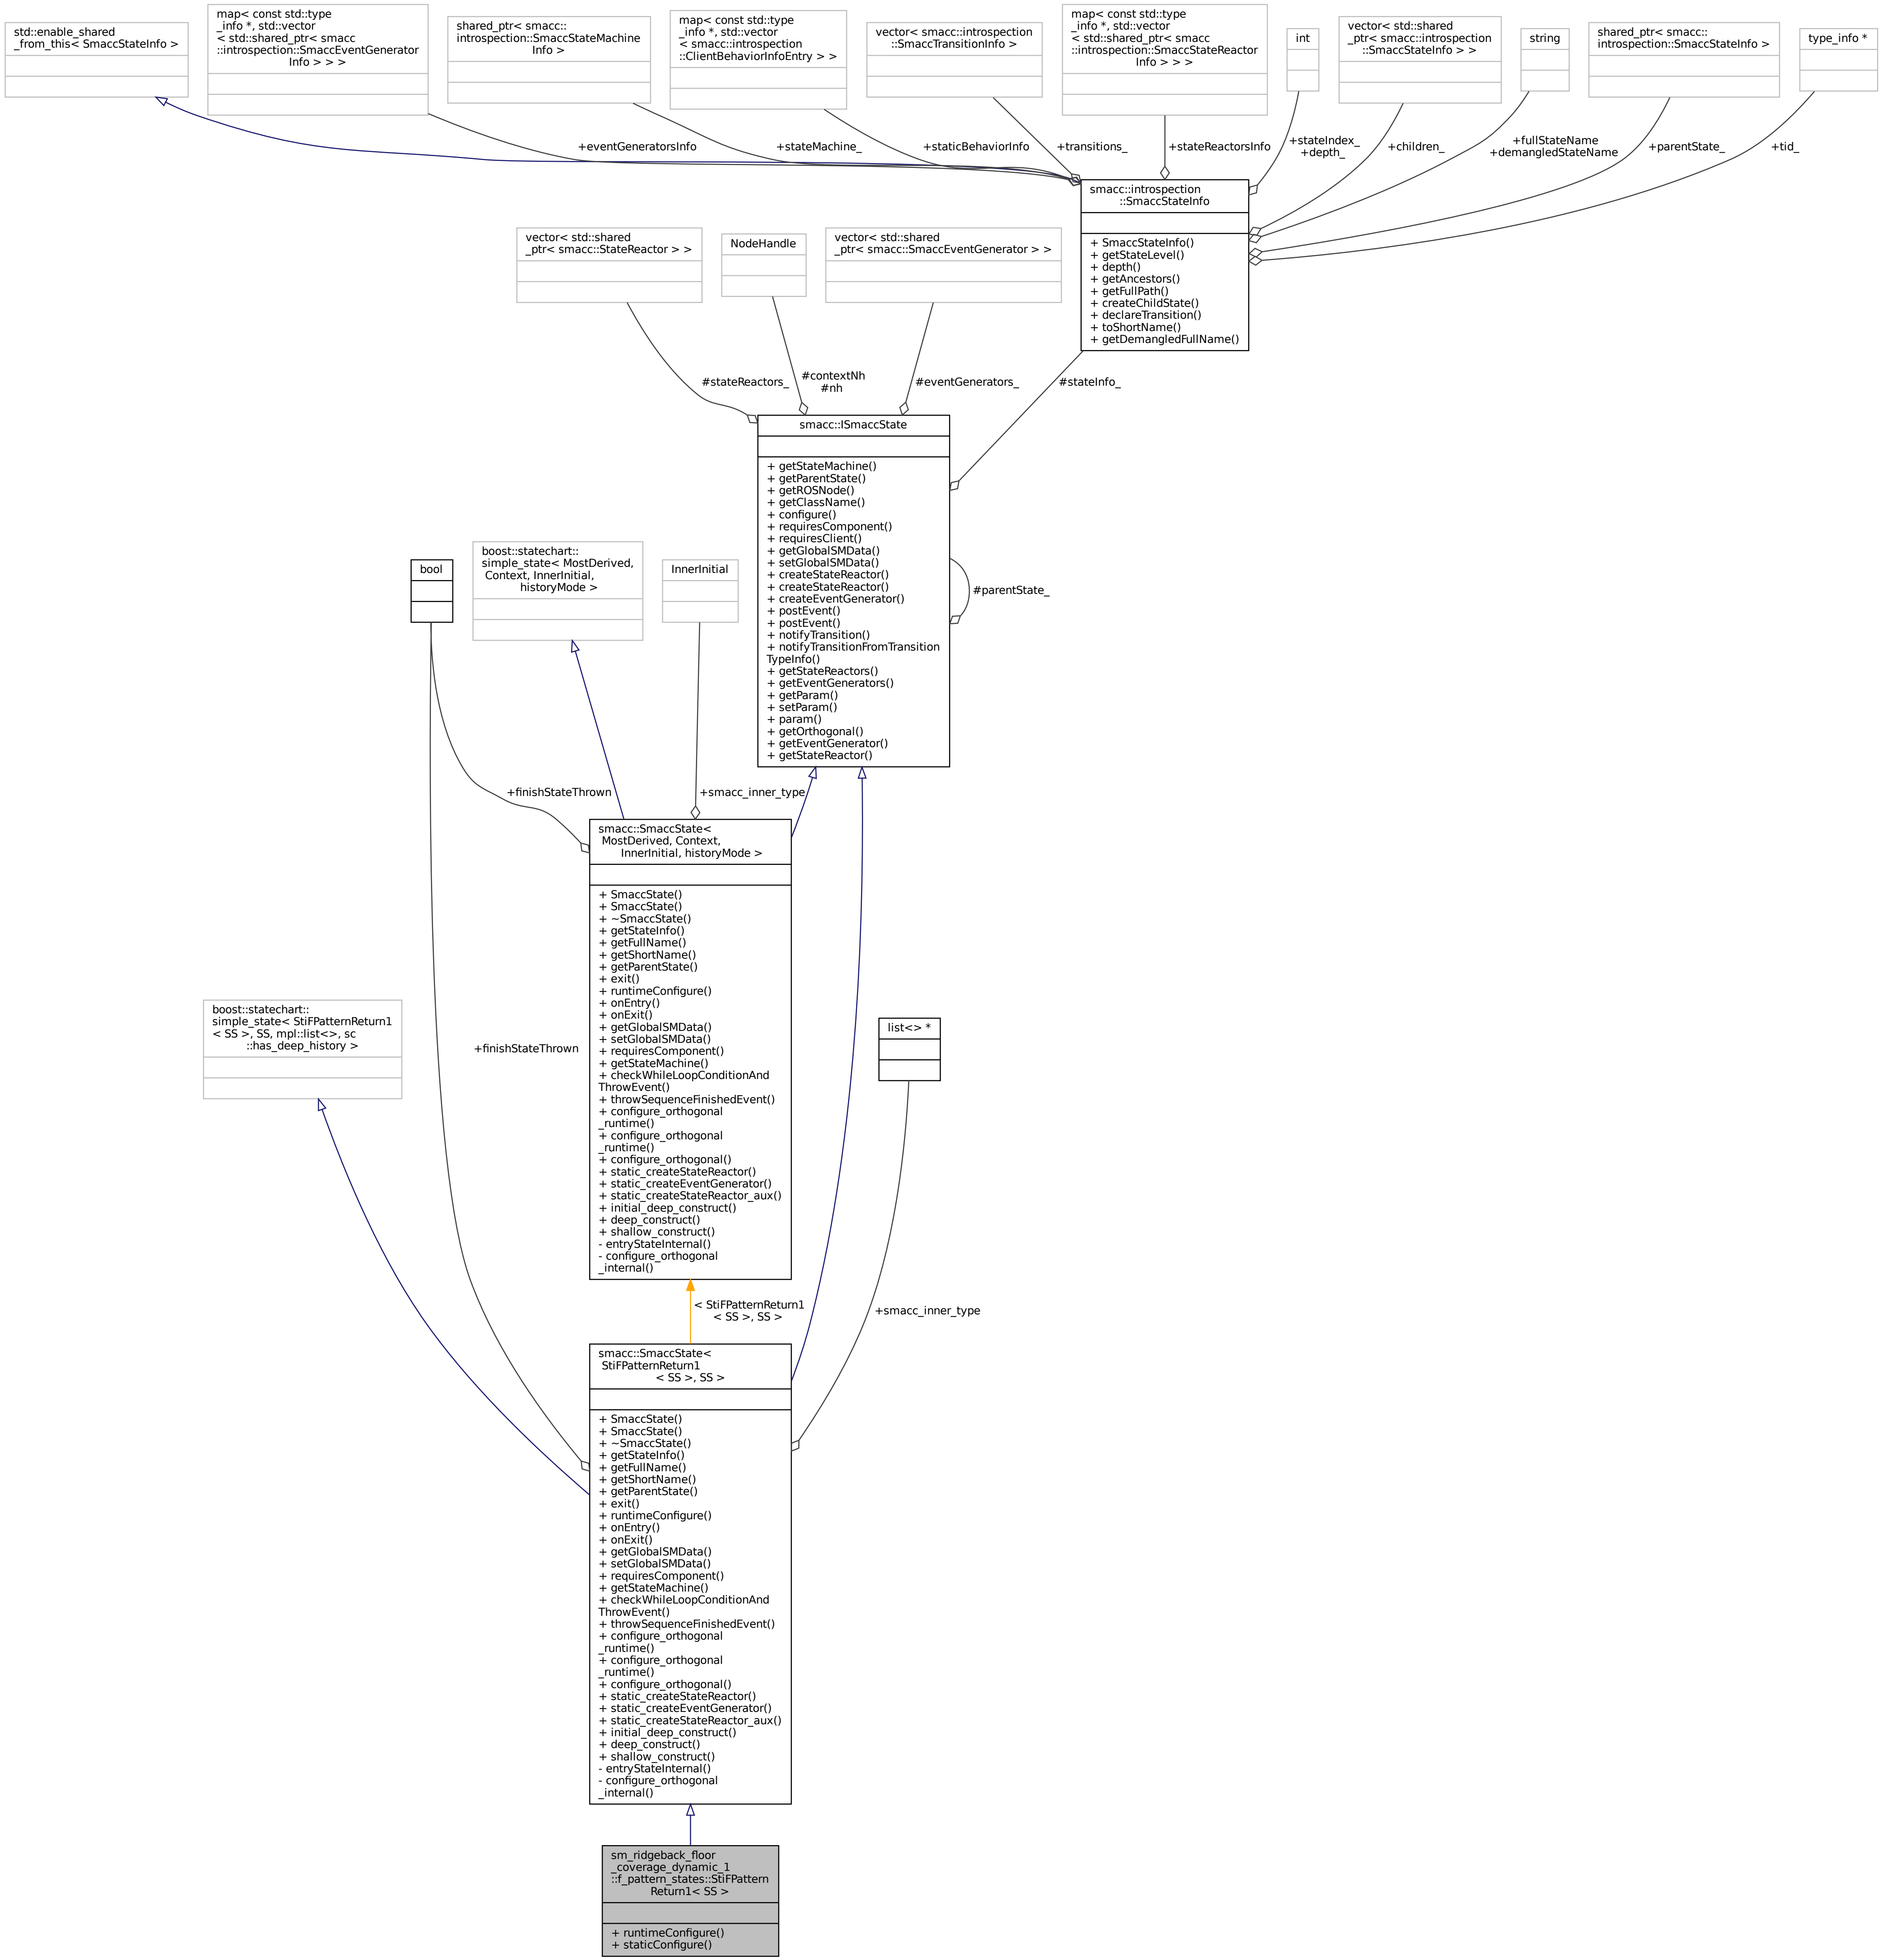 std::enable_shared
_from_this< SmaccStateInfo >
map< const std::type
_info *, std::vector
< std::shared_ptr< smacc
::introspection::SmaccEventGenerator
Info > > >
shared_ptr< smacc::
introspection::SmaccStateMachine
Info >
map< const std::type
_info *, std::vector
< smacc::introspection
::ClientBehaviorInfoEntry > >
vector< smacc::introspection
::SmaccTransitionInfo >
map< const std::type
_info *, std::vector
< std::shared_ptr< smacc
::introspection::SmaccStateReactor
Info > > >
int
vector< std::shared
_ptr< smacc::introspection
::SmaccStateInfo > >
string
shared_ptr< smacc::
introspection::SmaccStateInfo >
type_info *
+eventGeneratorsInfo
+stateMachine_
+staticBehaviorInfo
+transitions_
+stateReactorsInfo
+stateIndex_
+depth_
+children_
+fullStateName
+demangledStateName
+parentState_
+tid_
smacc::introspection
::SmaccStateInfo
+ SmaccStateInfo()
+ getStateLevel()
+ depth()
+ getAncestors()
+ getFullPath()
+ createChildState()
+ declareTransition()
+ toShortName()
+ getDemangledFullName()
vector< std::shared
_ptr< smacc::StateReactor > >
NodeHandle
vector< std::shared
_ptr< smacc::SmaccEventGenerator > >
#stateReactors_
#contextNh
#nh
#eventGenerators_
#stateInfo_
smacc::ISmaccState
+ getStateMachine()
+ getParentState()
+ getROSNode()
+ getClassName()
+ configure()
+ requiresComponent()
+ requiresClient()
+ getGlobalSMData()
+ setGlobalSMData()
+ createStateReactor()
+ createStateReactor()
+ createEventGenerator()
+ postEvent()
+ postEvent()
+ notifyTransition()
+ notifyTransitionFromTransition
TypeInfo()
+ getStateReactors()
+ getEventGenerators()
+ getParam()
+ setParam()
+ param()
+ getOrthogonal()
+ getEventGenerator()
+ getStateReactor()
#parentState_
bool
boost::statechart::
simple_state< MostDerived,
Context, InnerInitial,
historyMode >
InnerInitial
+finishStateThrown
+smacc_inner_type
smacc::SmaccState<
MostDerived, Context,
InnerInitial, historyMode >
+ SmaccState()
+ SmaccState()
+ ~SmaccState()
+ getStateInfo()
+ getFullName()
+ getShortName()
+ getParentState()
+ exit()
+ runtimeConfigure()
+ onEntry()
+ onExit()
+ getGlobalSMData()
+ setGlobalSMData()
+ requiresComponent()
+ getStateMachine()
+ checkWhileLoopConditionAnd
ThrowEvent()
+ throwSequenceFinishedEvent()
+ configure_orthogonal
_runtime()
+ configure_orthogonal
_runtime()
+ configure_orthogonal()
+ static_createStateReactor()
+ static_createEventGenerator()
+ static_createStateReactor_aux()
+ initial_deep_construct()
+ deep_construct()
+ shallow_construct()
- entryStateInternal()
- configure_orthogonal
_internal()
boost::statechart::
simple_state< StiFPatternReturn1
< SS >, SS, mpl::list<>, sc
::has_deep_history >
+finishStateThrown
list<> *
< StiFPatternReturn1
< SS >, SS >
+smacc_inner_type
smacc::SmaccState<
StiFPatternReturn1
< SS >, SS >
+ SmaccState()
+ SmaccState()
+ ~SmaccState()
+ getStateInfo()
+ getFullName()
+ getShortName()
+ getParentState()
+ exit()
+ runtimeConfigure()
+ onEntry()
+ onExit()
+ getGlobalSMData()
+ setGlobalSMData()
+ requiresComponent()
+ getStateMachine()
+ checkWhileLoopConditionAnd
ThrowEvent()
+ throwSequenceFinishedEvent()
+ configure_orthogonal
_runtime()
+ configure_orthogonal
_runtime()
+ configure_orthogonal()
+ static_createStateReactor()
+ static_createEventGenerator()
+ static_createStateReactor_aux()
+ initial_deep_construct()
+ deep_construct()
+ shallow_construct()
- entryStateInternal()
- configure_orthogonal
_internal()
sm_ridgeback_floor
_coverage_dynamic_1
::f_pattern_states::StiFPattern
Return1< SS >
+ runtimeConfigure()
+ staticConfigure()